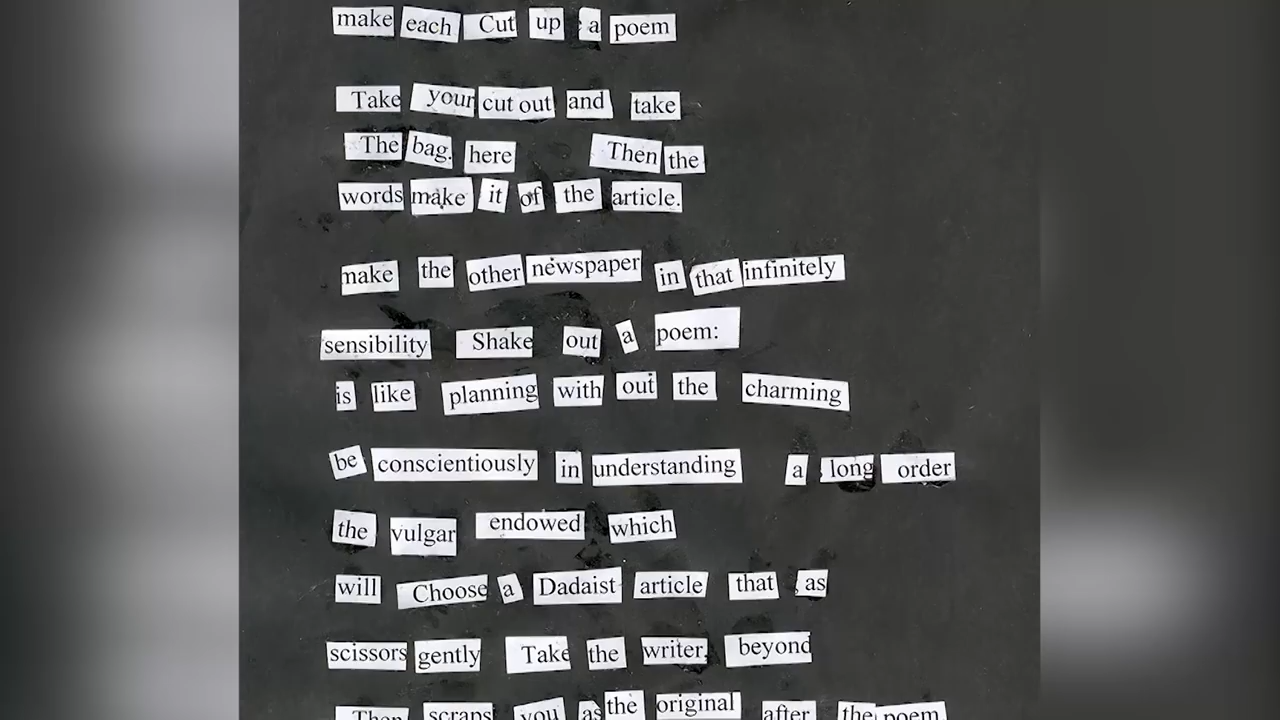 make each Cut up a poem
Take your cut out and take
The bag. here Then the
words make it of the article.
make the other newspaper in that infinitely
sensibility Shake out a poem:
is like planning with out the charming
be conscientiously in understanding a long order
the vulgar endowed which
will Choose a Dadaist article that as
scissors gently Take the writer, beyond
Then scraps you as the original after the poem